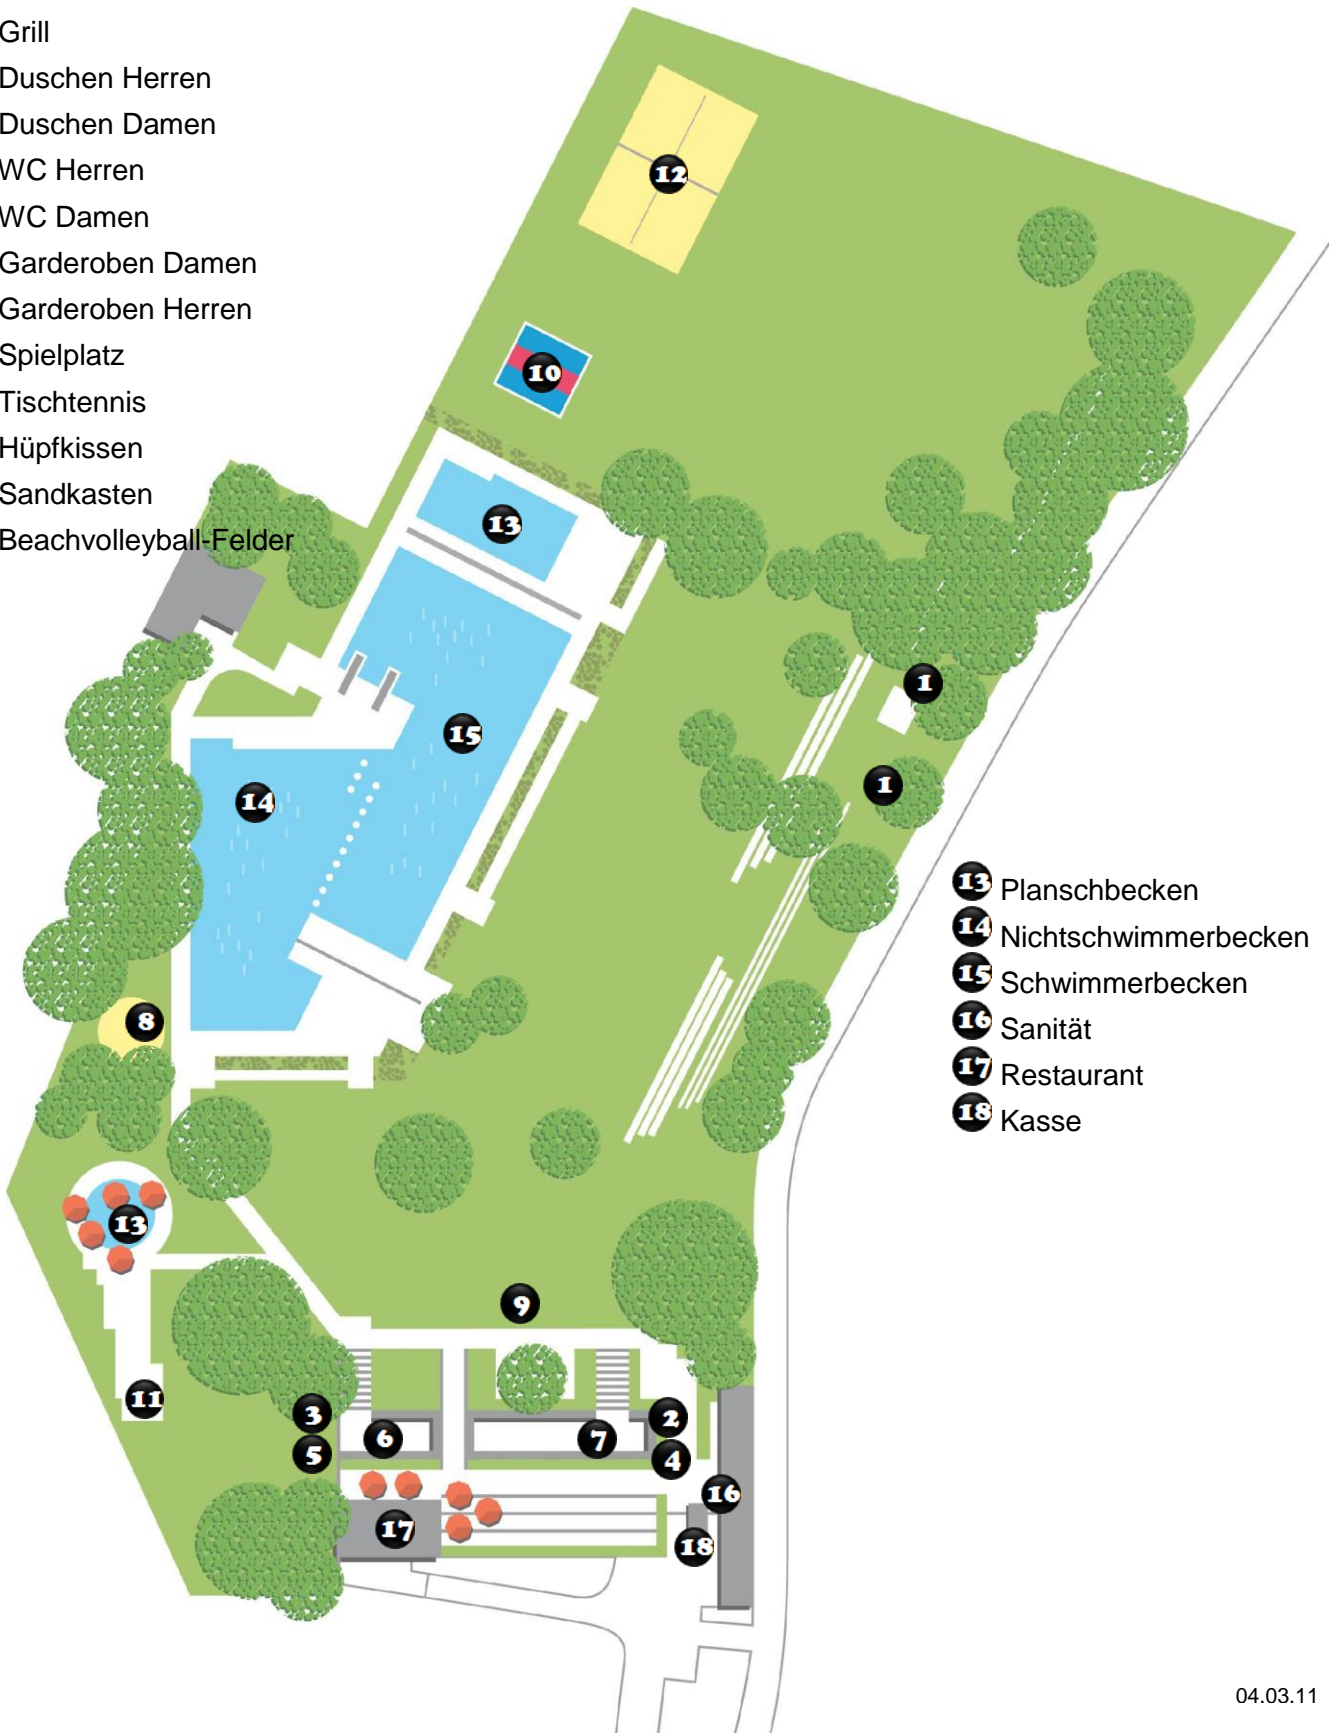 Grill
Duschen Herren
Duschen Damen
WC Herren
WC Damen
Garderoben Damen
Garderoben Herren
Spielplatz
Tischtennis
Hüpfkissen
Sandkasten
Beachvolleyball-Felder
12
10
13
1
15
1
14
13 Planschbecken
14 Nichtschwimmerbecken
15 Schwimmerbecken
16 Sanität
17 Restaurant
18 Kasse
8
13
9
11
3
2
6
7
5
4
16
17
18
04.03.11